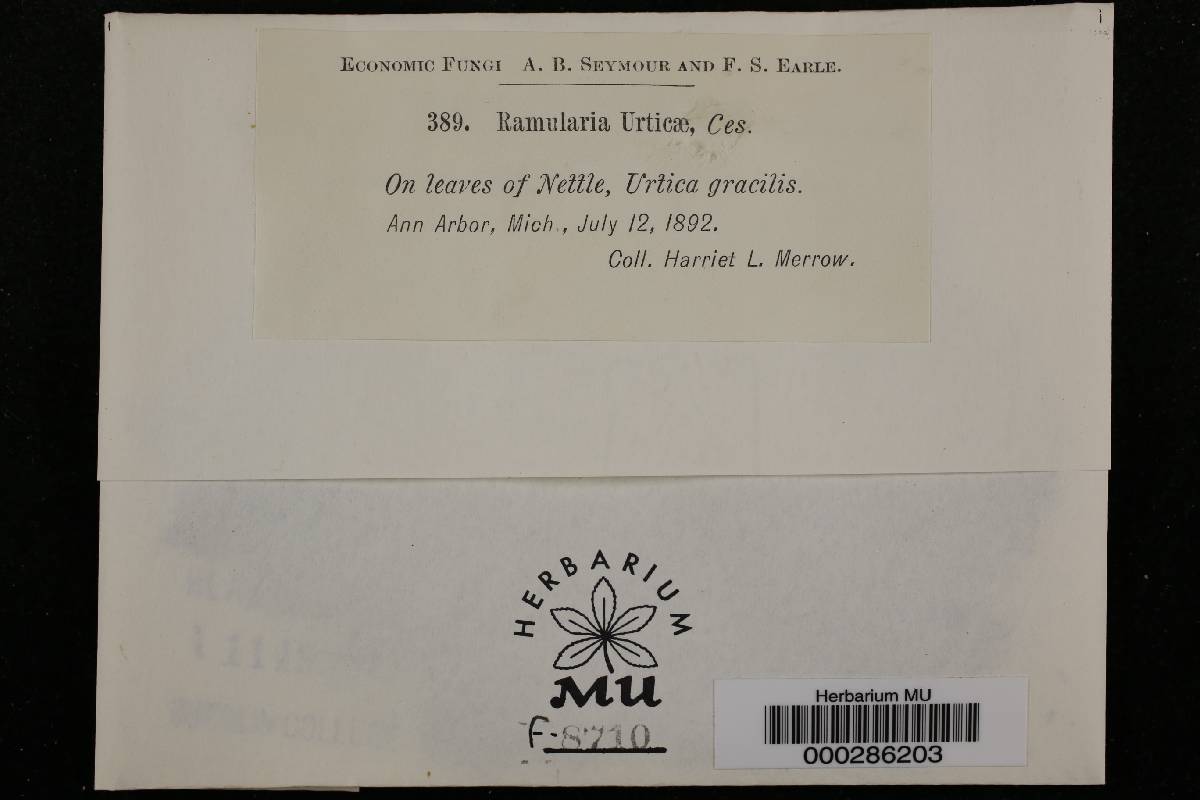 Economic Fungi A. B. Seymour and F. S. Earle.
389. Ramularia Urticæ, Ces.
On leaves of Nettle, Urtica gracilis.
Ann Arbor, Mich., July 12, 1892.
Coll. Harriet L. Merrow.
HERBARIUM
MU
F-8710
Herbarium MU
000286203